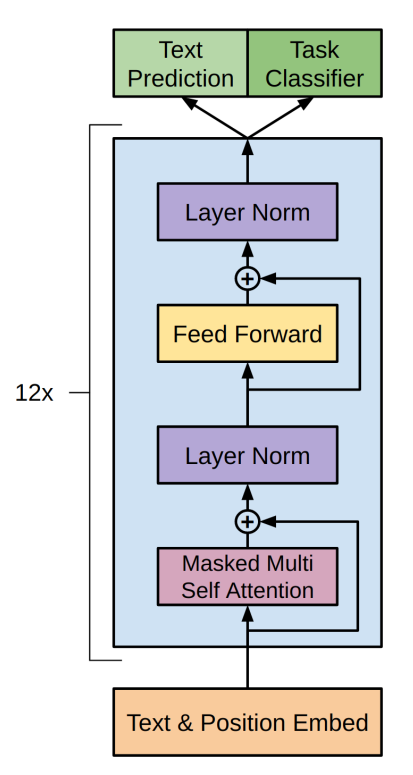 Text
Prediction
Task
Classifier
Layer Norm
+
Feed Forward
12x
Layer Norm
+
Masked Multi
Self Attention
Text & Position Embed